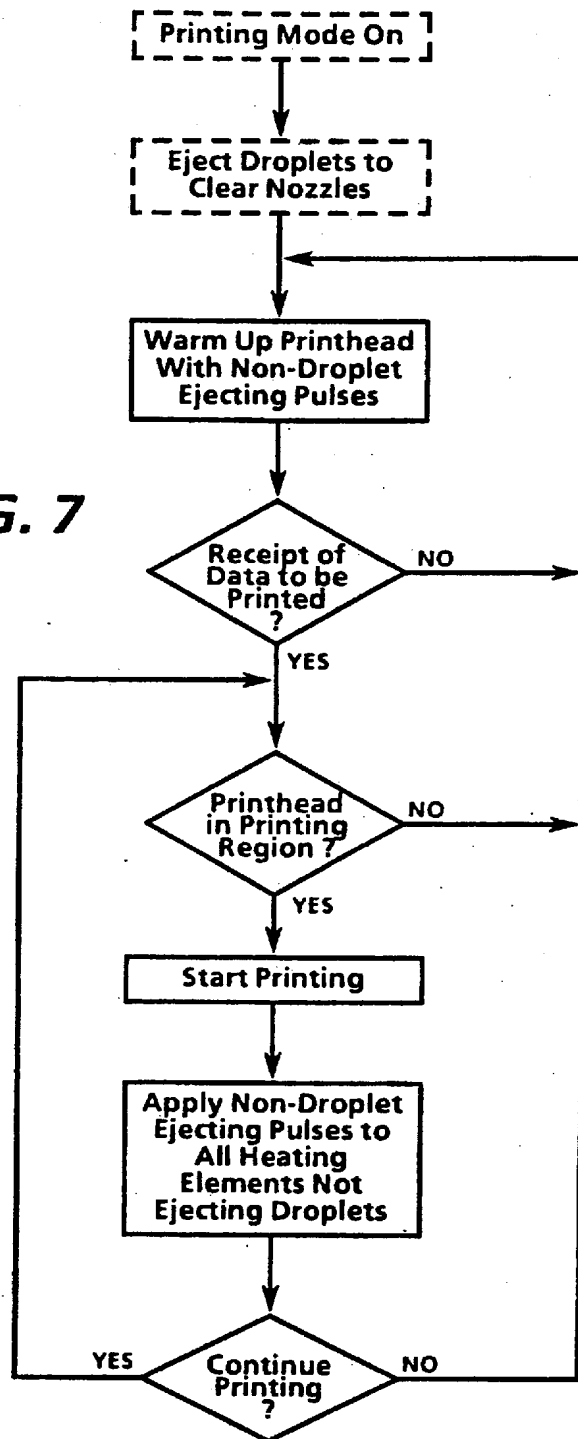 Printing Mode On
Eject Droplets to
Clear Nozzles
Warm Up Printhead
With Non-Droplet
Ejecting Pulses
G. 7
Receipt of
Data to be
Printed
?
NO
YES
Printhead
in Printing
Region ?
NO
YES
Start Printing
Apply Non-Droplet
Ejecting Pulses to
All Heating
Elements Not
Ejecting Droplets
YES
Continue
Printing
?
NO